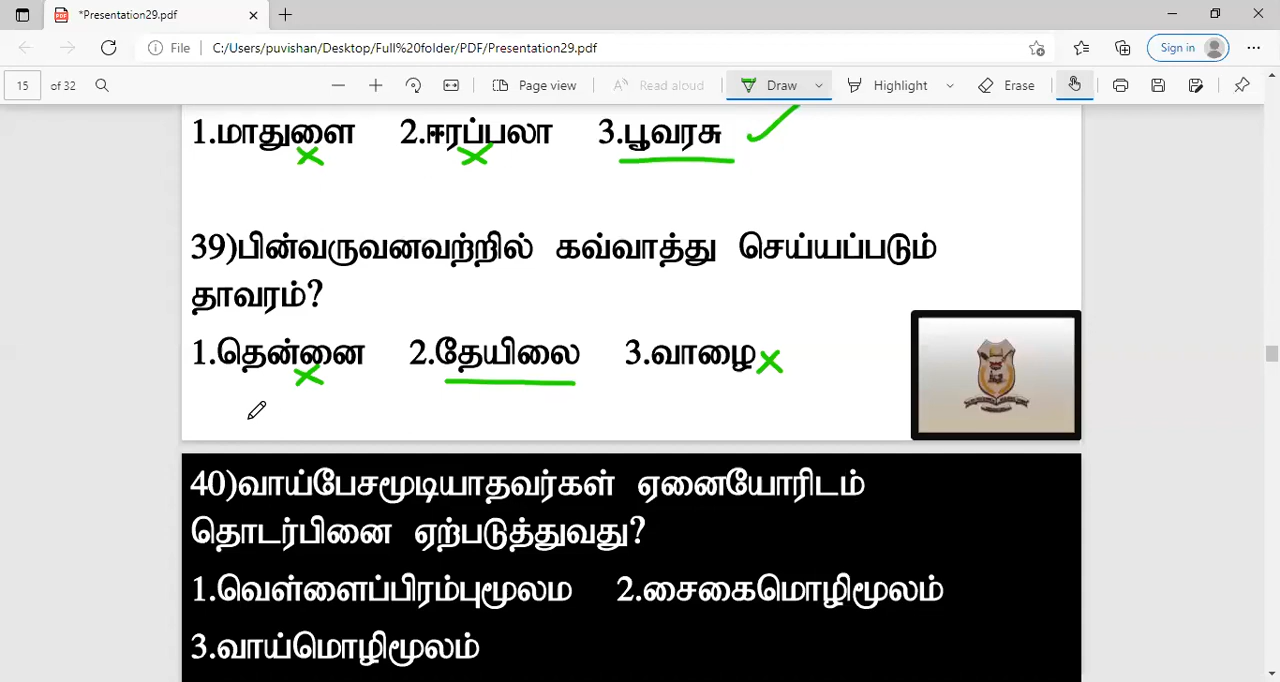 *Presentation29.pdf
File C:/Users/puvishan/Desktop/Full%20folder/PDF/Presentation29.pdf Sign in
15 of 32 Page view Read aloud Draw Highlight Erase
1.மாதுளை 2.ஈரப்பலா 3.பூவரசு
39)பின்வருவனவற்றில் கவ்வாத்து செய்யப்படும்
தாவரம்?
1.தென்னை 2.தேயிலை 3.வாழை
40)வாய்பேசமூடியாதவர்கள் ஏனையோரிடம்
தொடர்பினை ஏற்படுத்துவது?
1.வெள்ளைப்பிரம்புமூலம 2.சைகைமொழிமூலம்
3.வாய்மொழிமூலம்